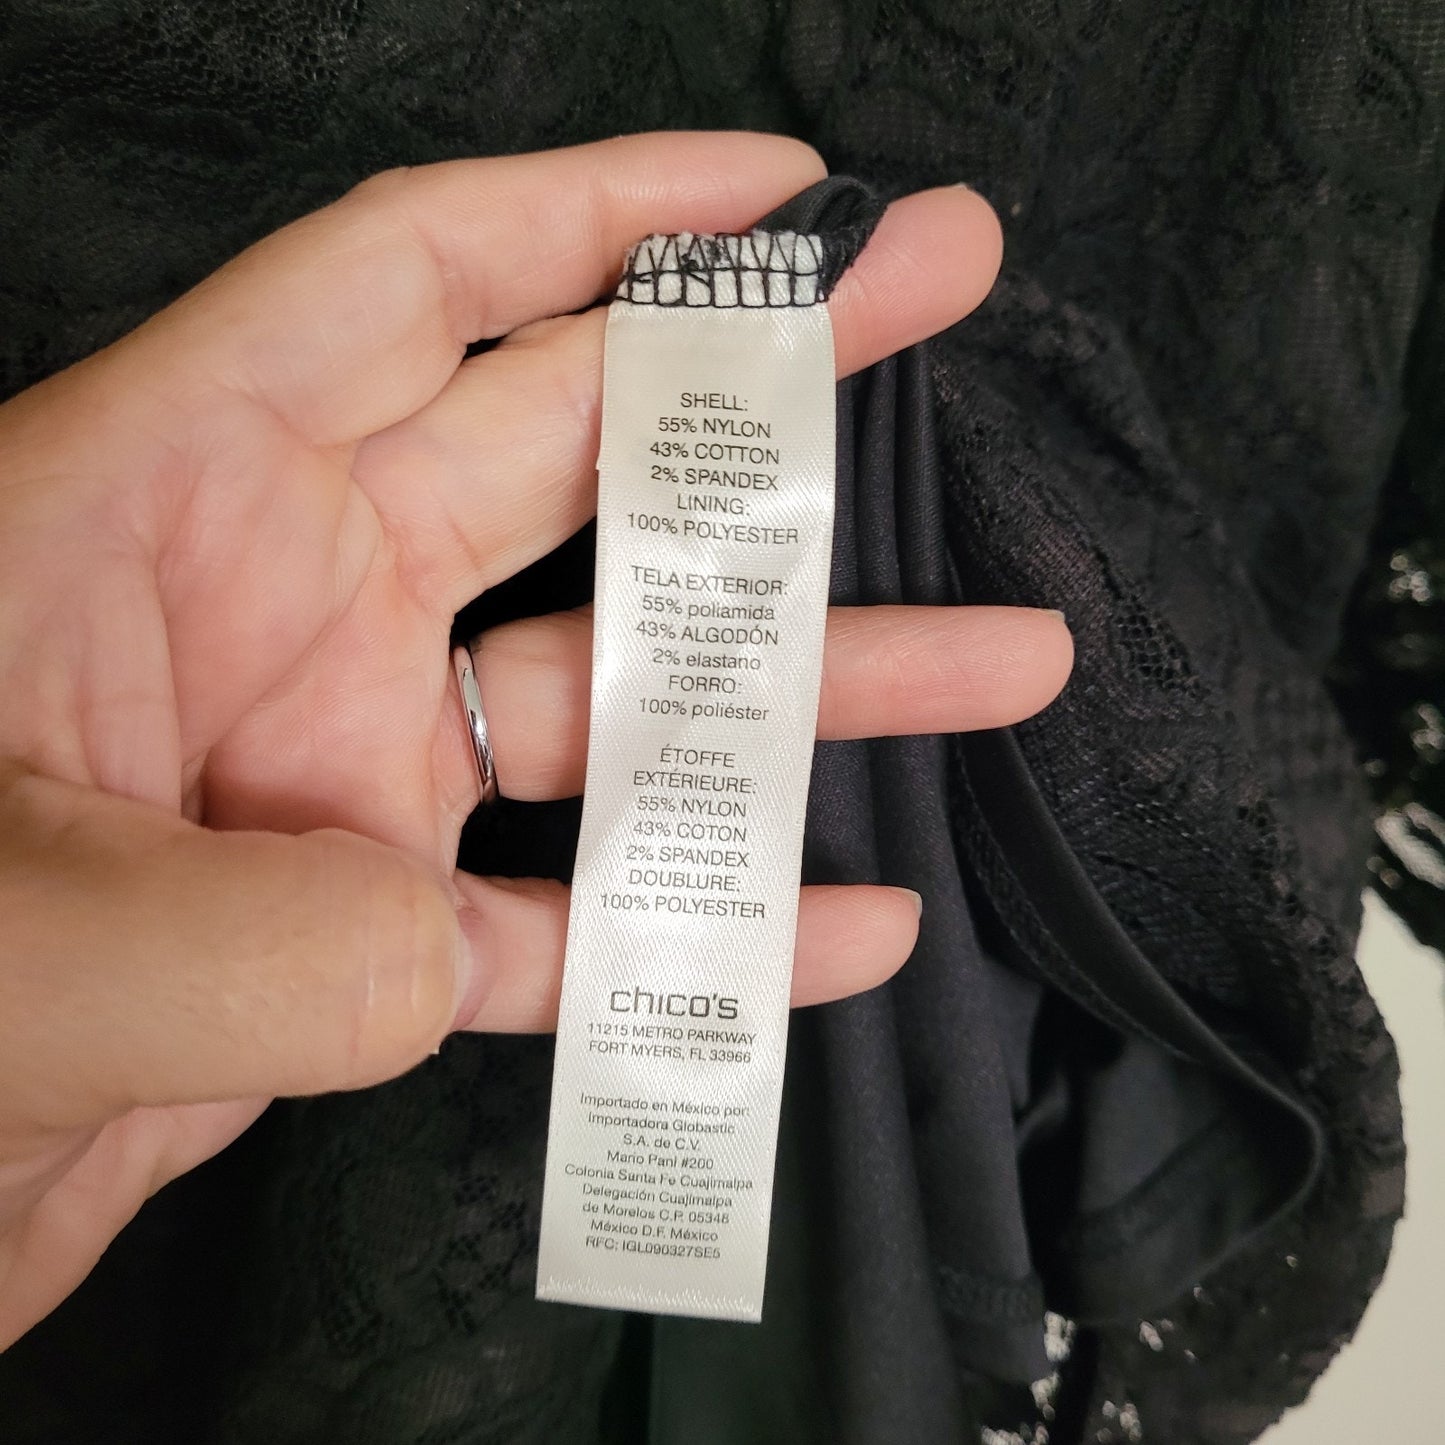 SHELL:
55% NYLON
43% COTTON
2% SPANDEX
LINING:
100% POLYESTER
TELA EXTERIOR:
55% poliamida
43% ALGODÓN
2% elastano
FORRO:
100% poliéster
ÉTOFFE
EXTÉRIEURE:
55% NYLON
43% COTON
2% SPANDEX
DOUBLURE:
100% POLYESTER
chico's
11215 METRO PARKWAY
FORT MYERS, FL 33966
Importado en México por:
Importadora Globastic
S.A. de C.V.
Mario Pani #200
Colonia Santa Fe Cuajimalpa
Delegación Cuajimalpa
de Morelos C.P. 05348
México D.F. México
RFC: IGL090327SE5